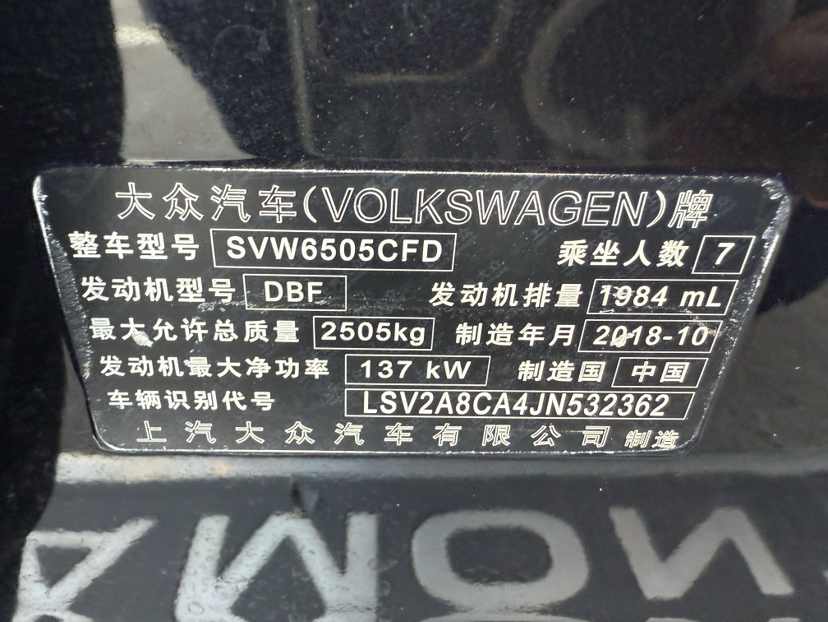 大众汽车(VOLKSWAGEN)牌
整车型号 SVW6505CFD 乘坐人数 7
发动机型号 DBF 发动机排量 1984 mL
最大允许总质量 2505kg 制造年月 2018-10
发动机最大净功率 137 kW 制造国 中国
车辆识别代号 LSV2A8CA4JN532362
上汽大众汽车有限公司 制造